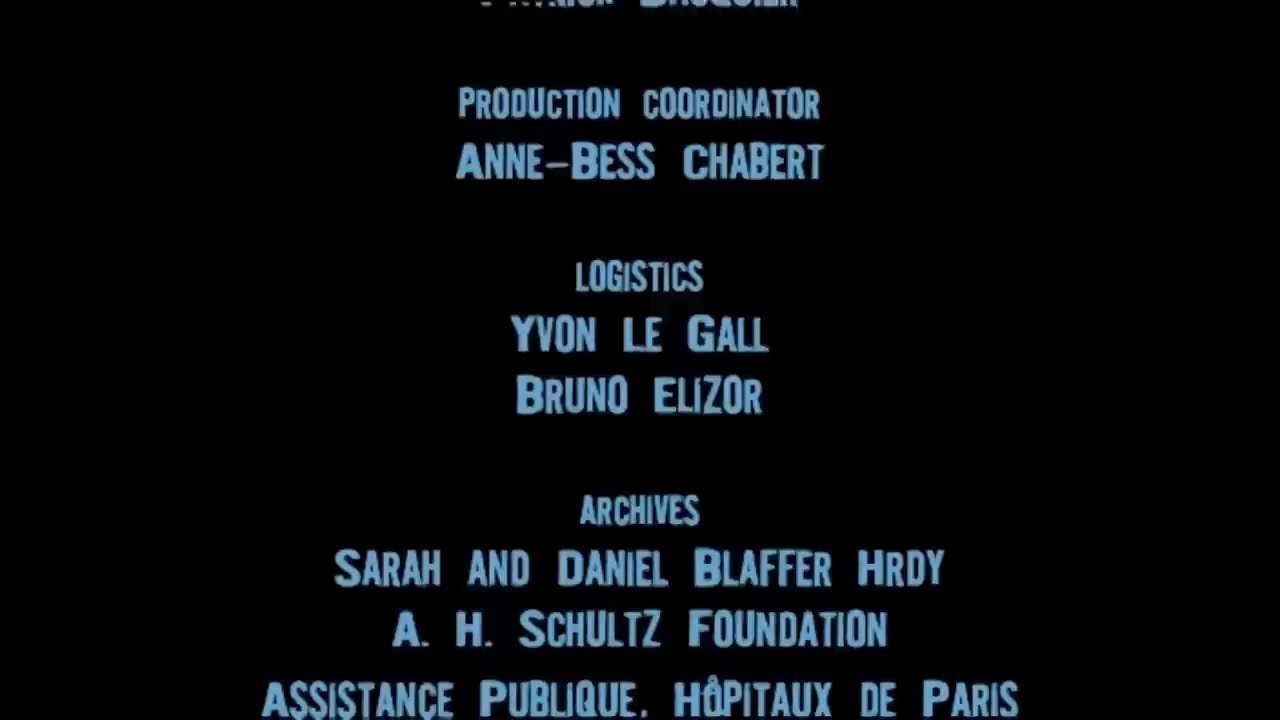 PRODUCTION COORDINATOR
ANNE-BESS CHABERT
LOGISTICS
YVON LE GALL
BRUNO ELIZOR
ARCHIVES
SARAH AND DANIEL BLAFFER HRDY
A. H. SCHULTZ FOUNDATION
ASSISTANCE PUBLIQUE, HÔPITAUX DE PARIS